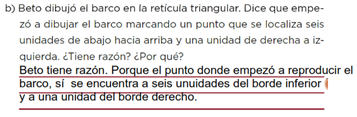 b) Beto dibujó el barco en la retícula triangular. Dice que empe-
zó a dibujar el barco marcando un punto que se localiza seis
unidades de abajo hacia arriba y una unidad de derecha a iz-
quierda. ¿Tiene razón? ¿Por qué?
Beto tiene razón. Porque el punto donde empezó a reproducir el
barco, sí se encuentra a seis unuidades del borde inferior
y a una unidad del borde derecho.